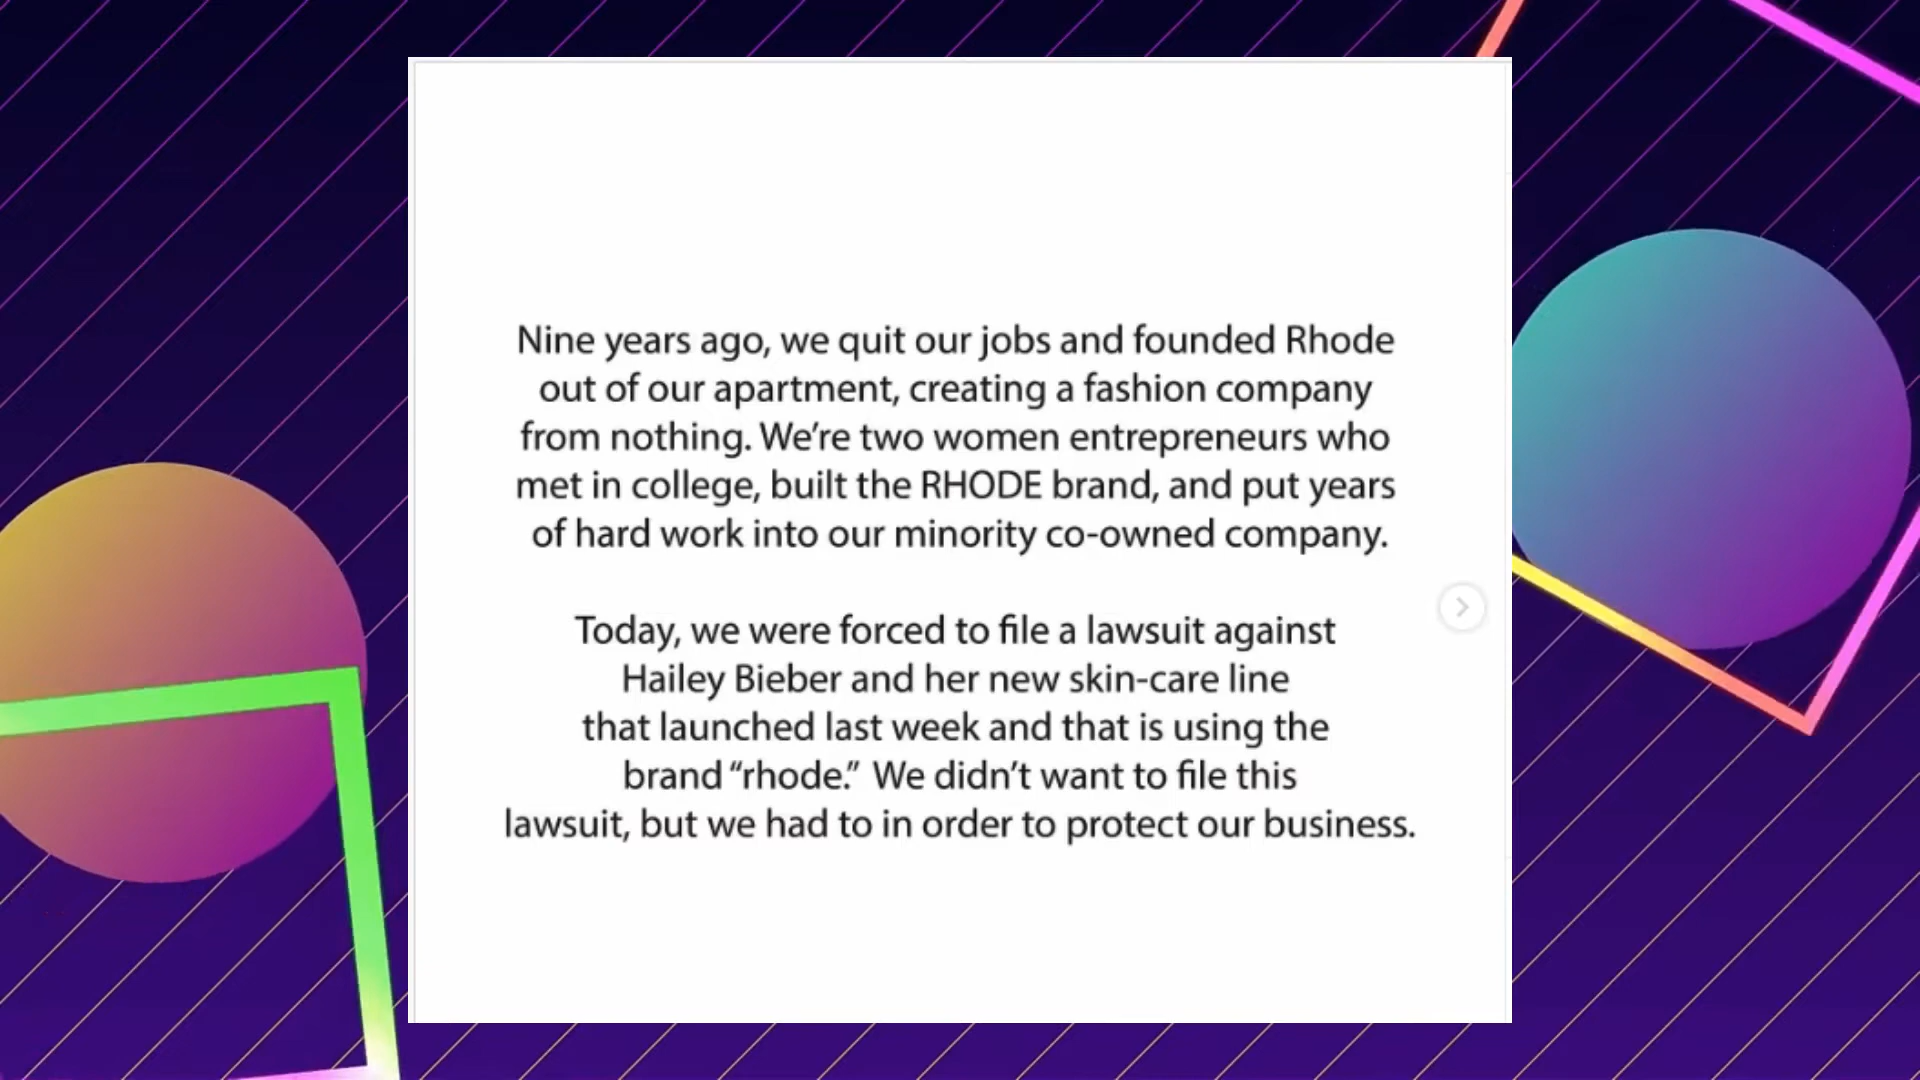 Nine years ago, we quit our jobs and founded Rhode
out of our apartment, creating a fashion company
from nothing. We’re two women entrepreneurs who
met in college, built the RHODE brand, and put years
of hard work into our minority co-owned company.
Today, we were forced to file a lawsuit against
Hailey Bieber and her new skin-care line
that launched last week and that is using the
brand “rhode.” We didn’t want to file this
lawsuit, but we had to in order to protect our business.